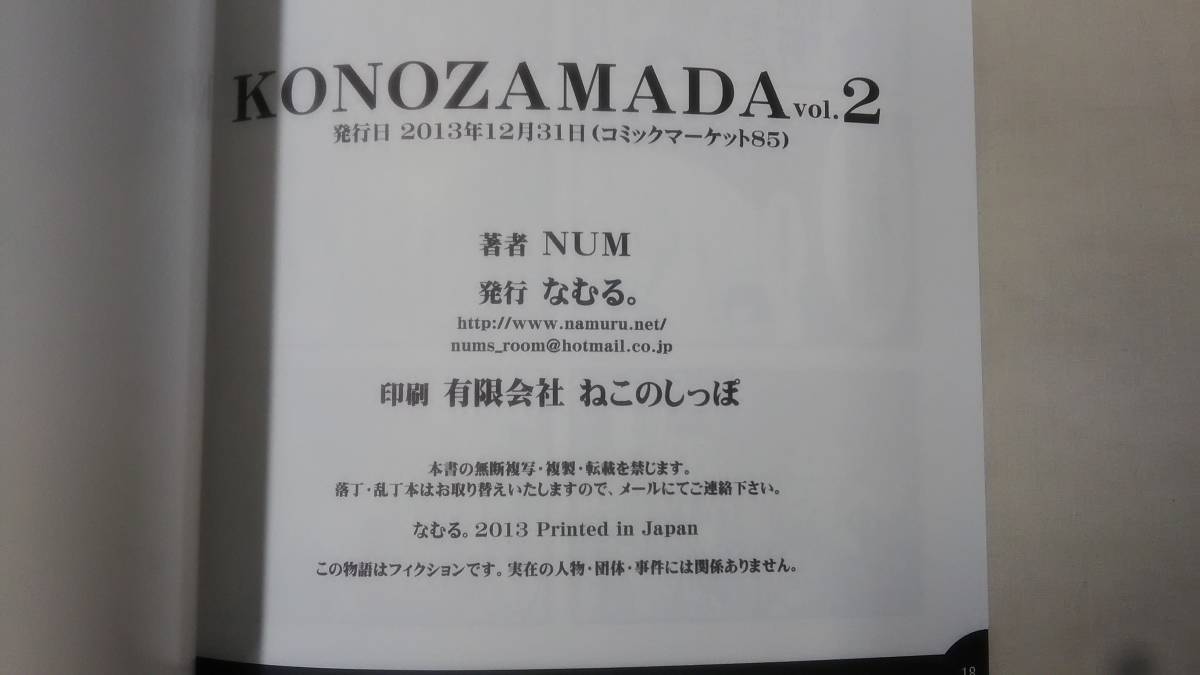 KONOZAMADA vol.2
発行日 2013年12月31日(コミックマーケット85)
著者 NUM
発行 なむる。
http://www.namuru.net/
nums_room@hotmail.co.jp
印刷 有限会社 ねこのしっぽ
本書の無断複写・複製・転載を禁じます。
落丁・乱丁本はお取り替えいたしますので、メールにてご連絡下さい。
なむる。2013 Printed in Japan
この物語はフィクションです。実在の人物・団体・事件には関係ありません。
18